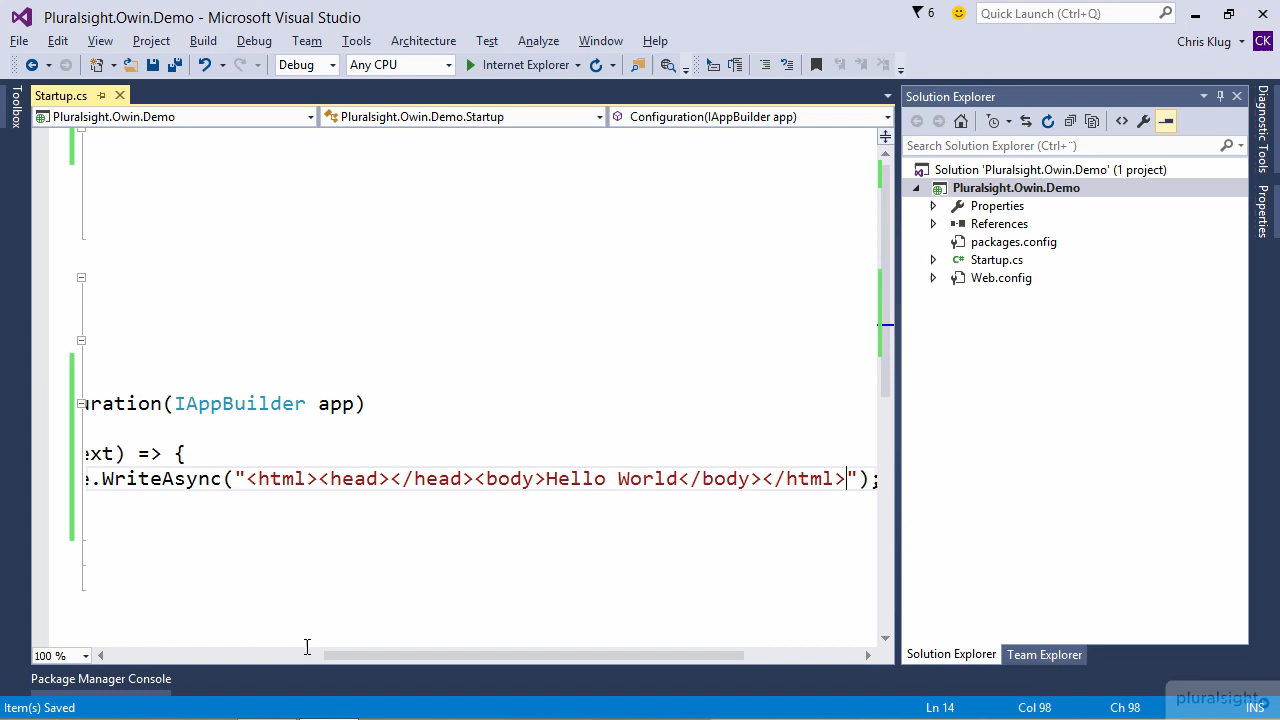 Pluralsight.Owin.Demo - Microsoft Visual Studio
6
Quick Launch (Ctrl+Q)
File Edit View Project Build Debug Team Tools Architecture Test Analyze Window Help
Chris Klug
CK
Debug
Any CPU
Internet Explorer
Toolbox
Startup.cs
Pluralsight.Owin.Demo
Pluralsight.Owin.Demo.Startup
Configuration(IAppBuilder app)
uration(IAppBuilder app)
ext) => {
e.WriteAsync("<html><head></head><body>Hello World</body></html>");
100 %
Solution Explorer
Search Solution Explorer (Ctrl+¨)
Solution 'Pluralsight.Owin.Demo' (1 project)
Pluralsight.Owin.Demo
Properties
References
packages.config
Startup.cs
Web.config
Solution Explorer
Team Explorer
Diagnostic Tools
Properties
Package Manager Console
Item(s) Saved
Ln 14
Col 98
Ch 98
INS
pluralsight